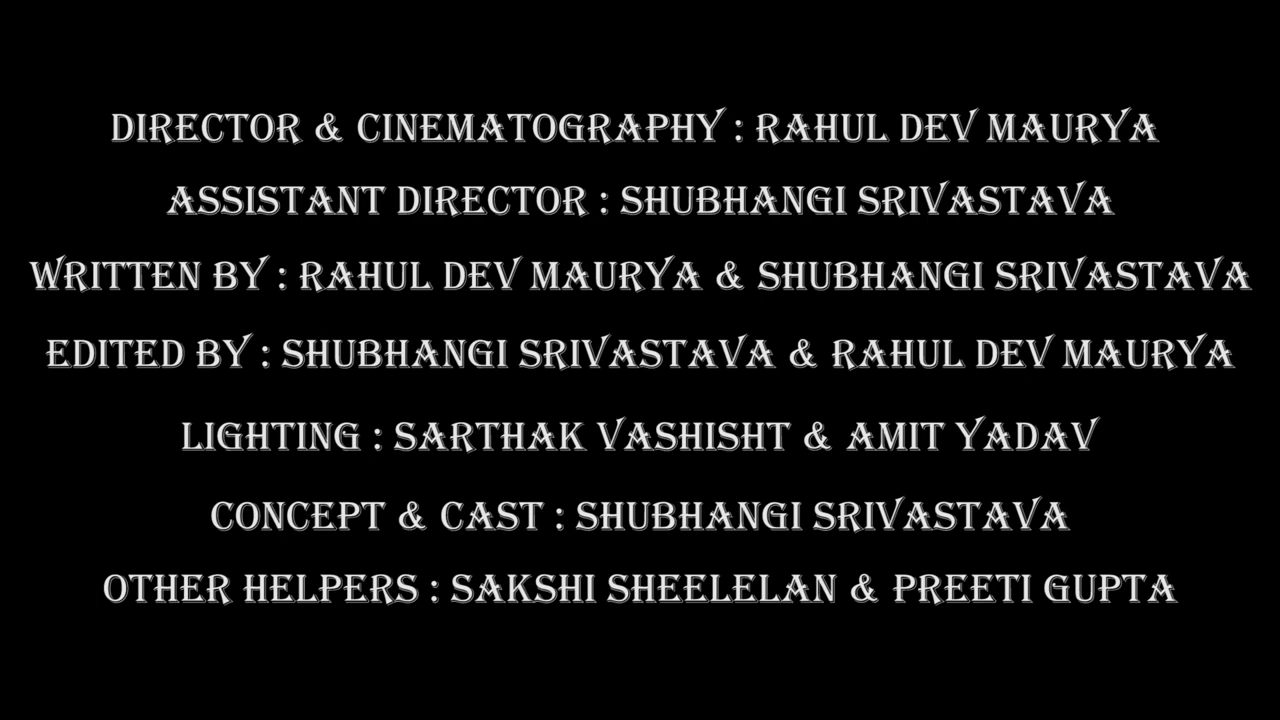 DIRECTOR & CINEMATOGRAPHY : RAHUL DEV MAURYA
ASSISTANT DIRECTOR : SHUBHANGI SRIVASTAVA
WRITTEN BY : RAHUL DEV MAURYA & SHUBHANGI SRIVASTAVA
EDITED BY : SHUBHANGI SRIVASTAVA & RAHUL DEV MAURYA
LIGHTING : SARTHAK VASHISHT & AMIT YADAV
CONCEPT & CAST : SHUBHANGI SRIVASTAVA
OTHER HELPERS : SAKSHI SHEELELAN & PREETI GUPTA